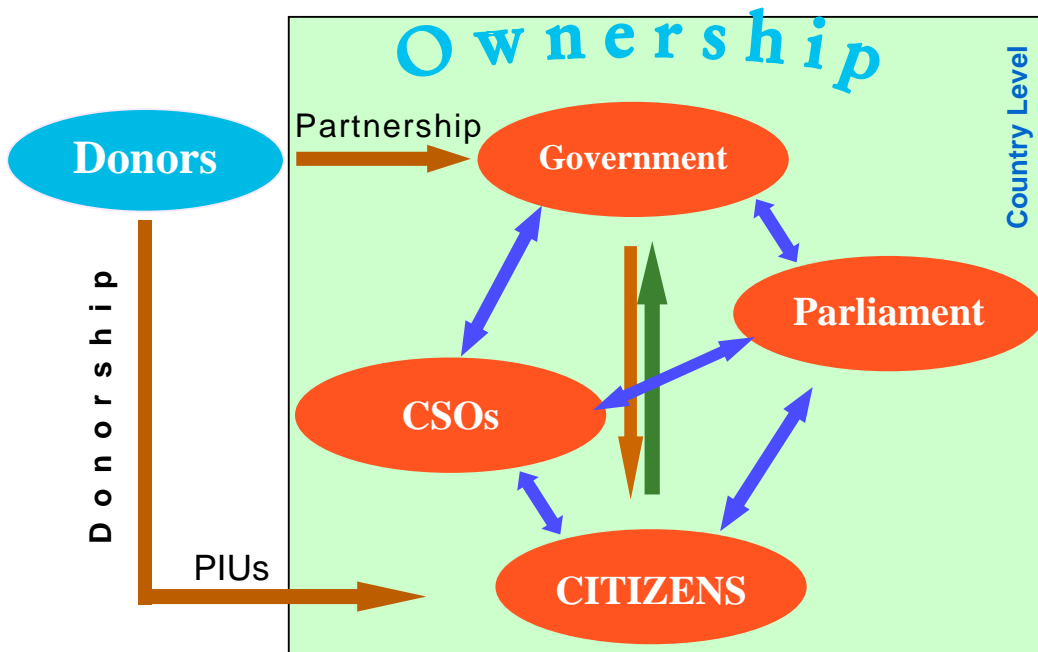 Ownership
Country Level
Partnership
Donors
Government
Parliament
Donorship
CSOs
PIUs
CITIZENS